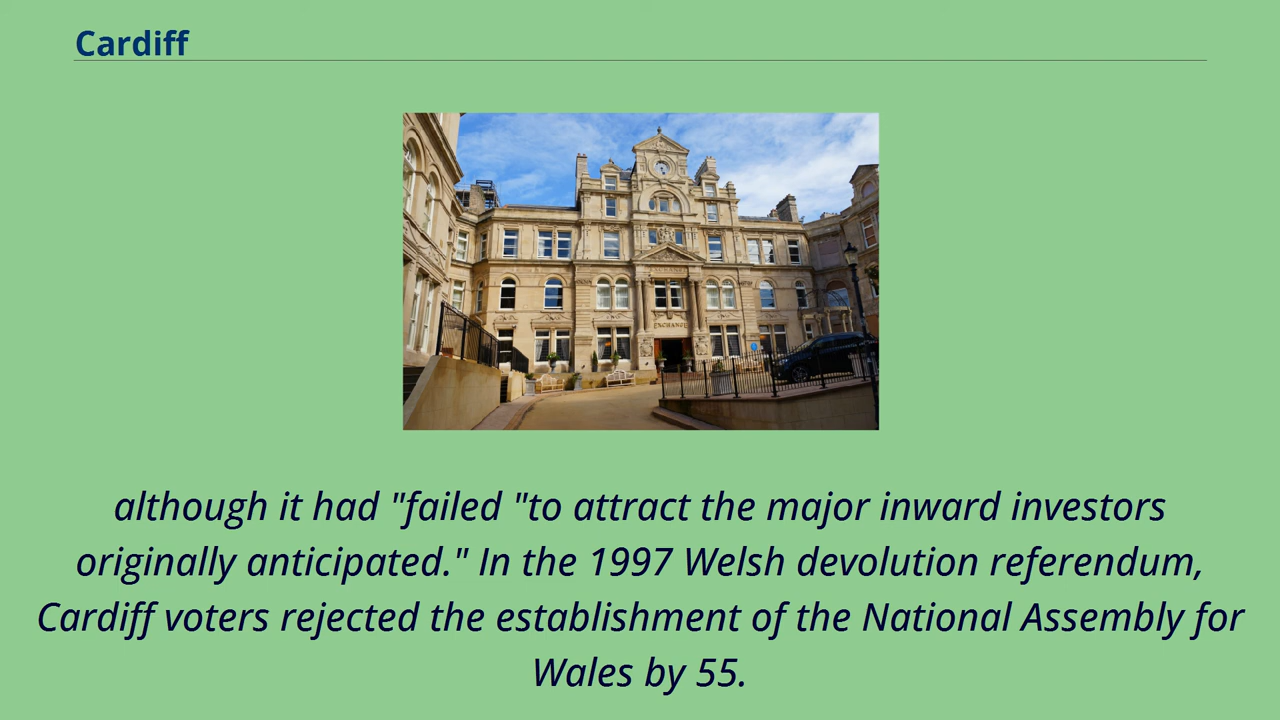 Cardiff
EXCHANGE
although it had "failed "to attract the major inward investors
originally anticipated." In the 1997 Welsh devolution referendum,
Cardiff voters rejected the establishment of the National Assembly for
Wales by 55.